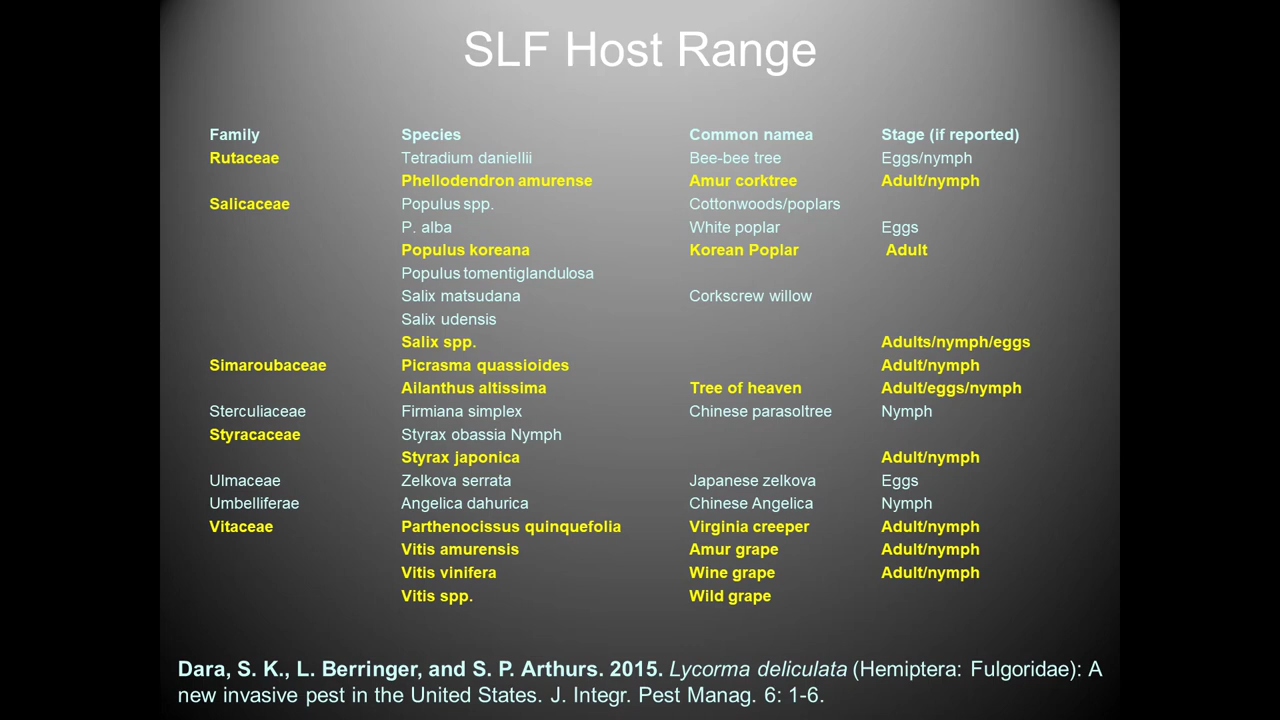 SLF Host Range
Family Species Common namea Stage (if reported)
Rutaceae Tetradium daniellii Bee-bee tree Eggs/nymph
Phellodendron amurense Amur corktree Adult/nymph
Salicaceae Populus spp. Cottonwoods/poplars
P. alba White poplar Eggs
Populus koreana Korean Poplar Adult
Populus tomentiglandulosa
Salix matsudana Corkscrew willow
Salix udensis
Salix spp. Adults/nymph/eggs
Simaroubaceae Picrasma quassioides Adult/nymph
Ailanthus altissima Tree of heaven Adult/eggs/nymph
Sterculiaceae Firmiana simplex Chinese parasoltree Nymph
Styracaceae Styrax obassia Nymph
Styrax japonica Adult/nymph
Ulmaceae Zelkova serrata Japanese zelkova Eggs
Umbelliferae Angelica dahurica Chinese Angelica Nymph
Vitaceae Parthenocissus quinquefolia Virginia creeper Adult/nymph
Vitis amurensis Amur grape Adult/nymph
Vitis vinifera Wine grape Adult/nymph
Vitis spp. Wild grape
Dara, S. K., L. Berringer, and S. P. Arthurs. 2015. Lycorma deliculata (Hemiptera: Fulgoridae): A
new invasive pest in the United States. J. Integr. Pest Manag. 6: 1-6.